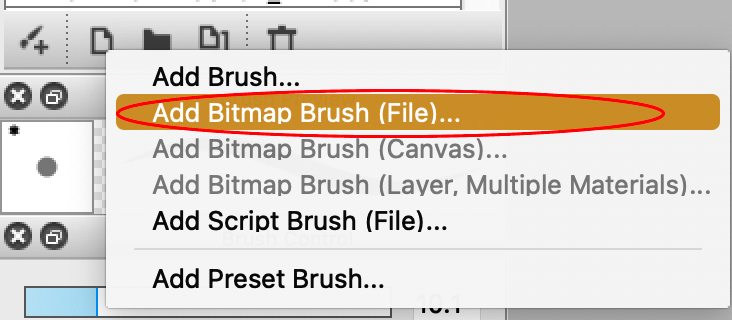 Add Brush...
Add Bitmap Brush (File)...
Add Bitmap Brush (Canvas)...
Add Bitmap Brush (Layer, Multiple Materials)...
Add Script Brush (File)...
Brush Control
Add Preset Brush...
10.1